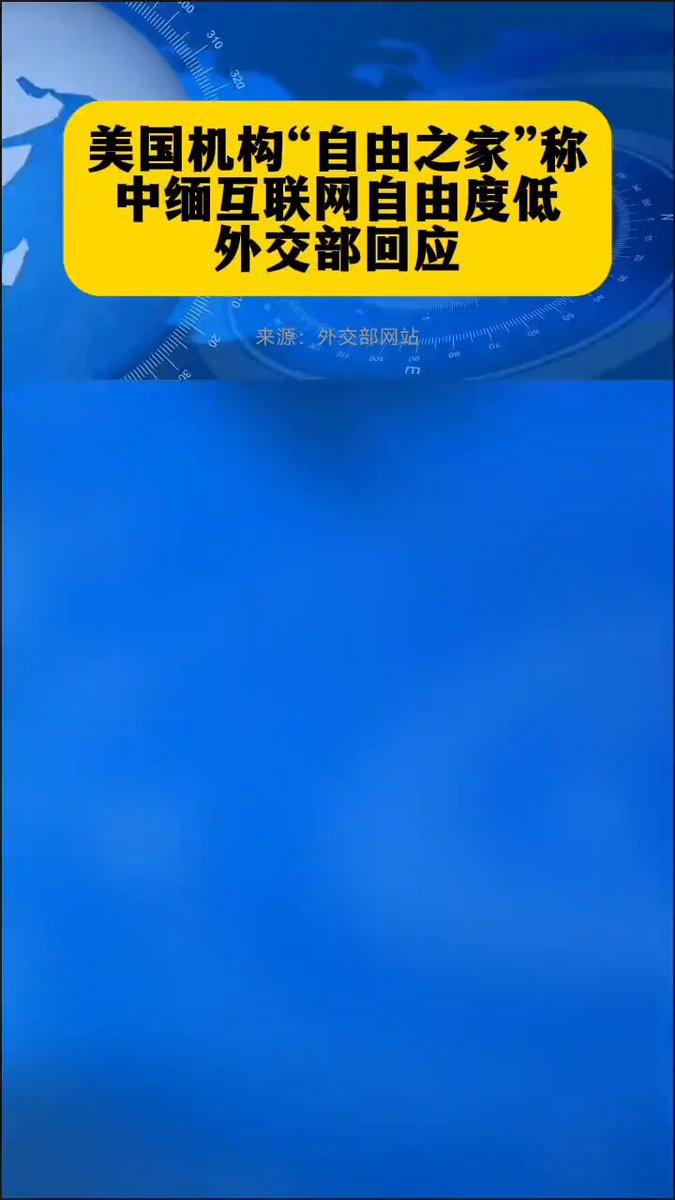 美国机构“自由之家”称
中缅互联网自由度低
外交部回应
来源：外交部网站